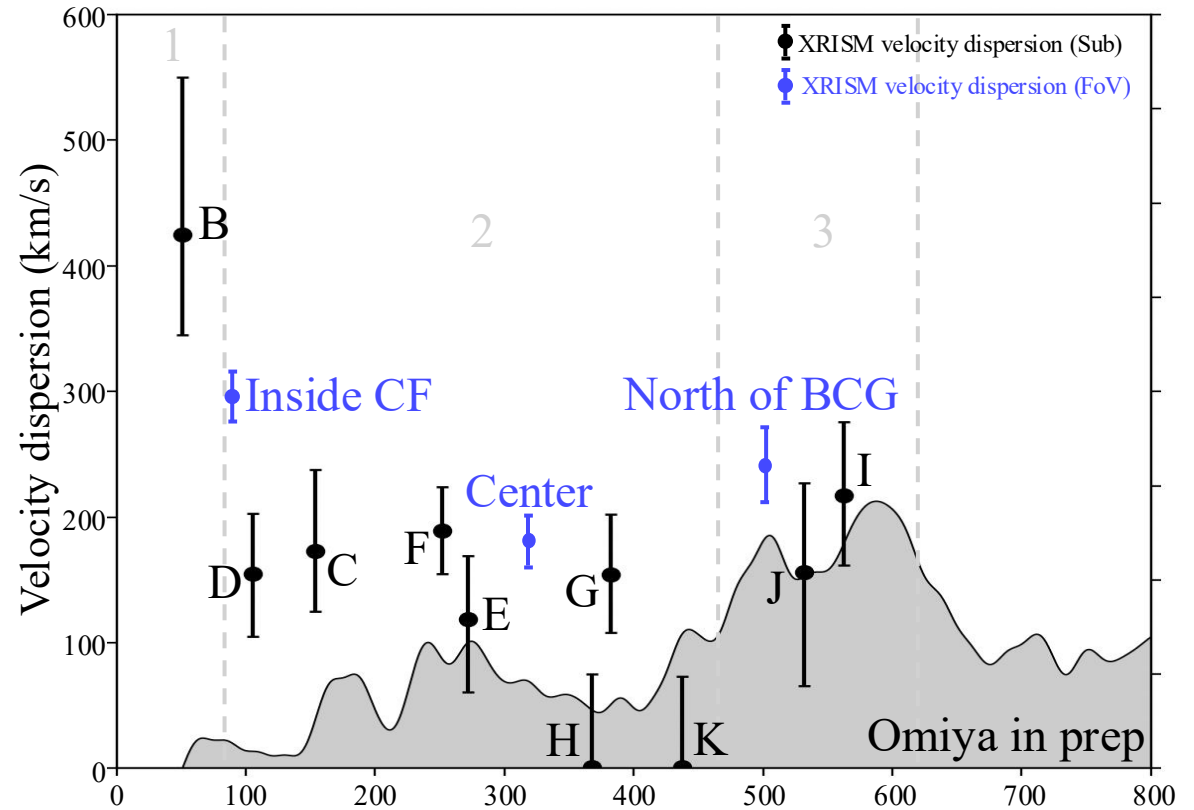 600
1
XRISM velocity dispersion (Sub)
XRISM velocity dispersion (FoV)
500
B
2
3
400
Velocity dispersion (km/s)
300
Inside CF
North of BCG
I
Center
200
F
D
C
G
E
J
100
H
K
Omiya in prep
0
0 100 200 300 400 500 600 700 800